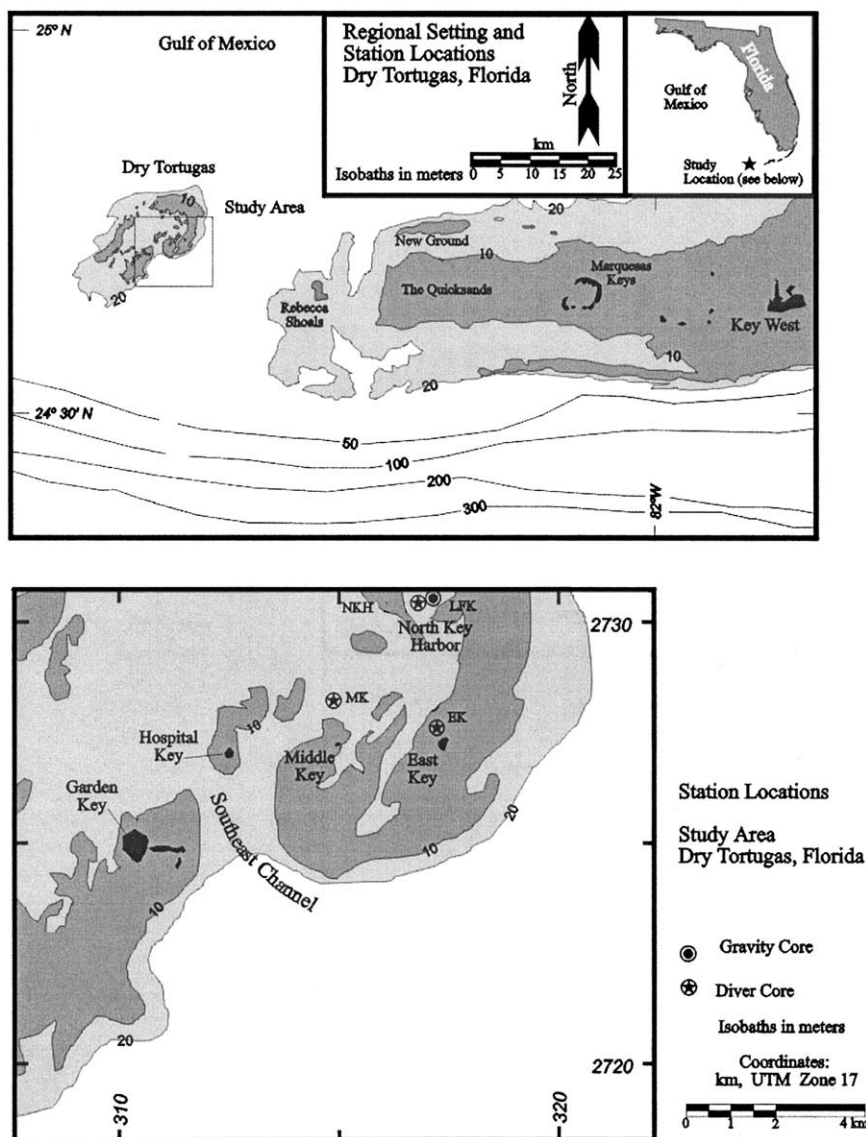 25° N
Gulf of Mexico
Regional Setting and
Station Locations
Dry Tortugas, Florida
North
km
Isobaths in meters
0 5 10 15 20 25
Florida
Gulf of
Mexico
Study
Location (see below)
Dry Tortugas
10
Study Area
20
20
New Ground
10
Marquesas
Keys
The Quicksands
Rebecca
Shoals
Key West
10
20
24° 30' N
50
100
200
300
82°W
NKH
LFK
North Key
Harbor
2730
MK
10
EK
Hospital
Key
Middle
Key
East
Key
Garden
Key
20
Southeast Channel
10
10
20
2720
310
320
Station Locations
Study Area
Dry Tortugas, Florida
Gravity Core
Diver Core
Isobaths in meters
Coordinates:
km, UTM Zone 17
0 1 2 4 km